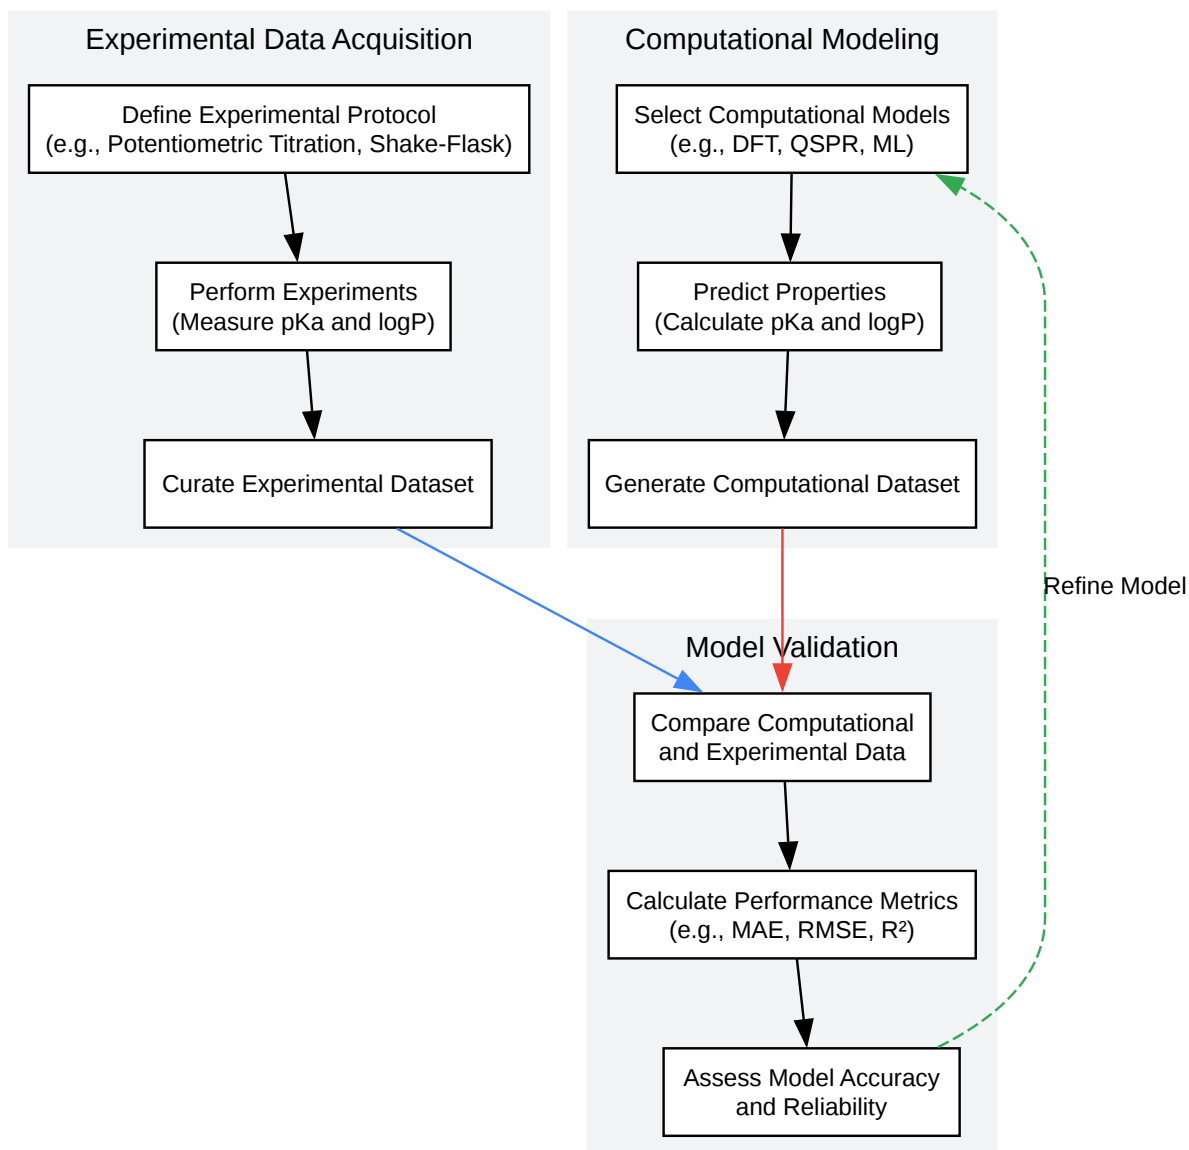 Experimental Data Acquisition
Define Experimental Protocol
(e.g., Potentiometric Titration, Shake-Flask)
Perform Experiments
(Measure pKa and logP)
Curate Experimental Dataset
Computational Modeling
Select Computational Models
(e.g., DFT, QSPR, ML)
Predict Properties
(Calculate pKa and logP)
Generate Computational Dataset
Refine Model
Model Validation
Compare Computational
and Experimental Data
Calculate Performance Metrics
(e.g., MAE, RMSE, R²)
Assess Model Accuracy
and Reliability